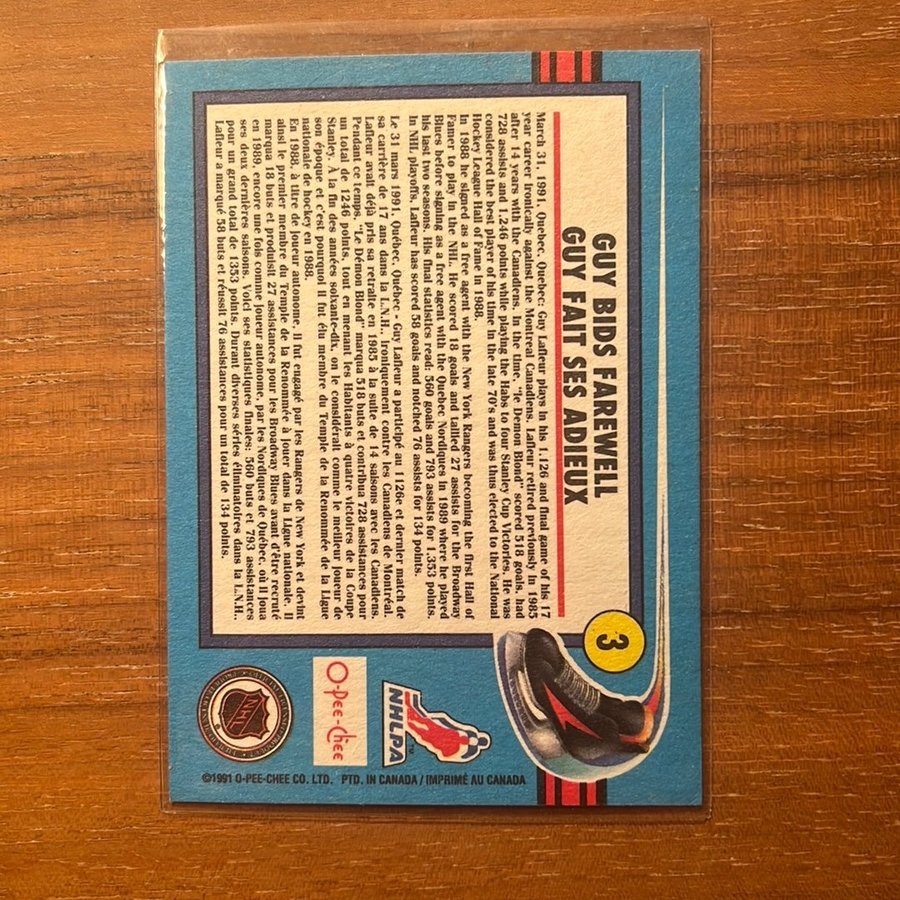 GUY BIDS FAREWELL
GUY FAIT SES ADIEUX
3
March 31, 1991, Quebec, Quebec: Guy Lafleur plays in his 1,126 and final game of his 17
year career ironically against the Montreal Canadiens. Lafleur retired previously in 1985
after 14 years with the Canadiens. In the time, "le Demon Blond" scored 518 goals, had
728 assists and 1,246 points while playing the Habs to four Stanley Cup Victories. He was
considered the best player of his time in the late 70's and was thus elected to the National
Hockey League Hall of Fame in 1988.
In 1988 he signed as a free agent with the New York Rangers becoming the first Hall of
Famer to play in the NHL. He scored 18 goals and tallied 27 assists for the Broadway
Blues before signing as a free agent with the Quebec Nordiques in 1989 where he played
his last two seasons. His final statistics read: 560 goals and 793 assists for 1,353 points.
In NHL playoffs, Lafleur has scored 58 goals and notched 76 assists for 134 points.
Le 31 mars 1991, Québec, Québec - Guy Lafleur a participé au 1126e et dernier match de
sa carrière de 17 ans dans la L.N.H., ironiquement contre les Canadiens de Montréal.
Lafleur avait déjà pris sa retraite en 1985 à la suite de 14 saisons avec les Canadiens.
Pendant ce temps, "Le Démon Blond" marqua 518 buts et contribua 728 assistances pour
un total de 1246 points, tout en menant les Habitants à quatre victoires de la Coupe
Stanley. À la fin des années soixante-dix, on le considérait comme le meilleur joueur de
son époque et c'est pourquoi il fut élu membre du Temple de la Renommée de la Ligue
nationale de hockey en 1988.
En 1988, à titre de joueur autonome, il fut engagé par les Rangers de New York et devint
ainsi le premier membre du Temple de la Renommée à jouer dans la Ligue nationale. Il
marqua 18 buts et produisit 27 assistances pour les Broadway Blues avant d'être recruté
en 1989, encore une fois comme joueur autonome, par les Nordiques de Québec, où il joua
ses deux dernières saisons. Voici ses statistiques finales: 560 buts et 793 assistances
pour un grand total de 1353 points. Durant diverses séries éliminatoires dans la L.N.H.,
Lafleur a marqué 58 buts et réussit 76 assistances pour un total de 134 points.
NHLPA
TM
O-Pee-Chee
NHL
©1991 O-PEE-CHEE CO. LTD. PTD. IN CANADA / IMPRIMÉ AU CANADA